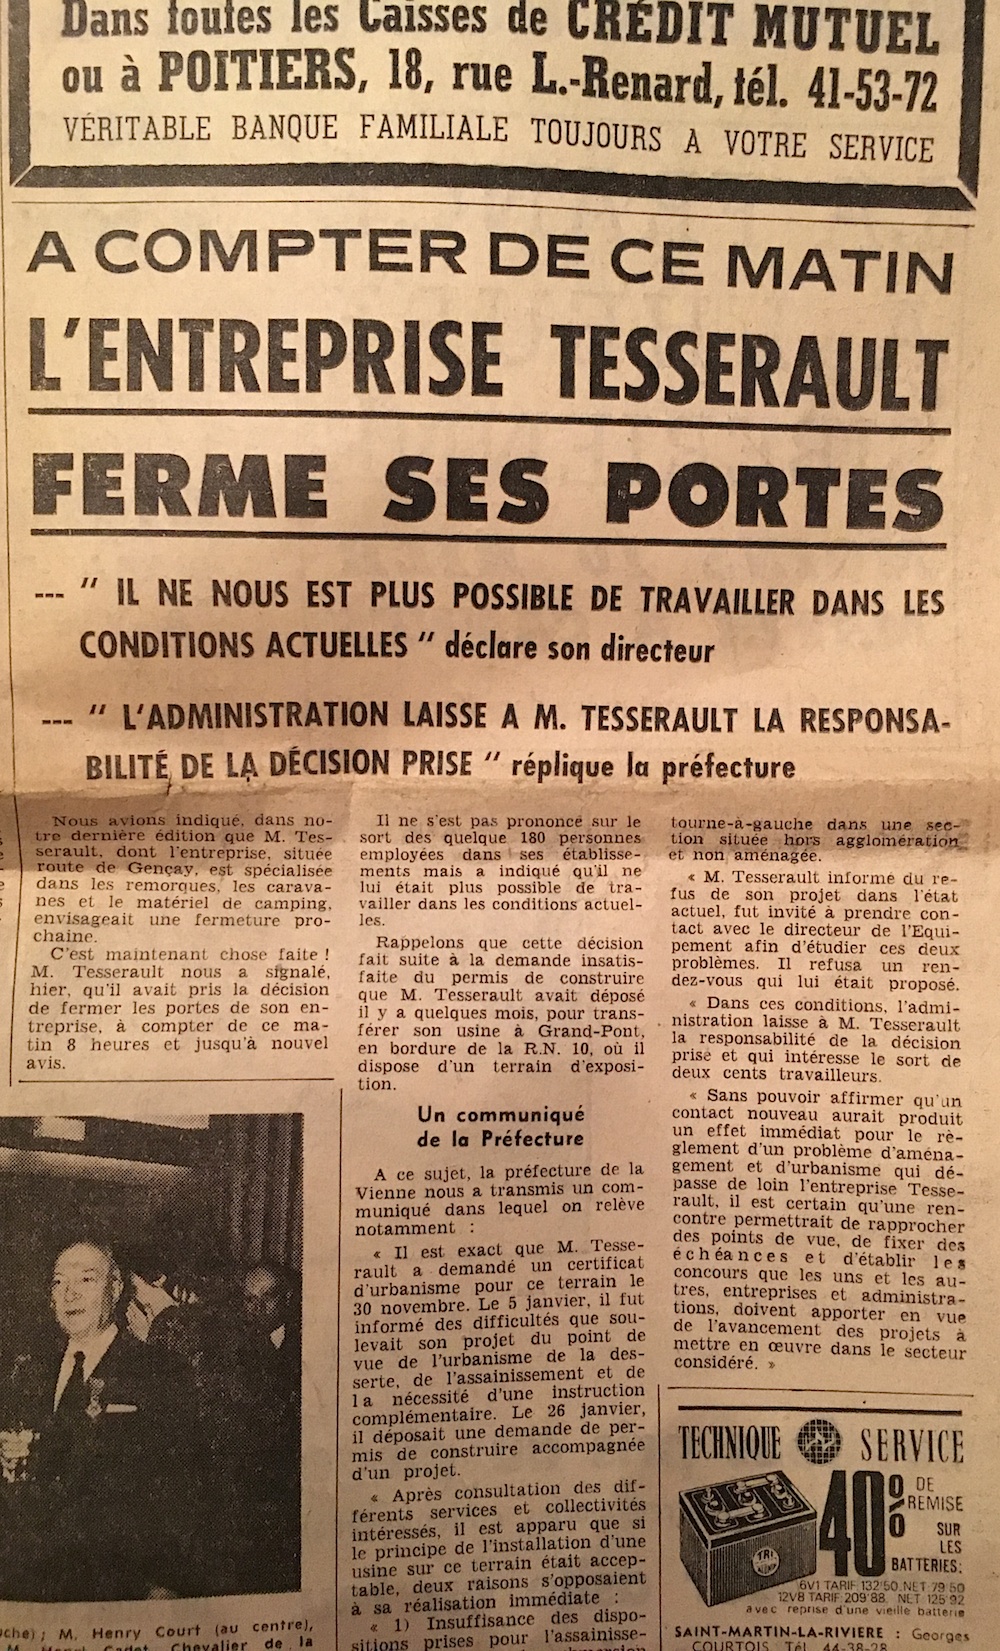 Dans toutes les Caisses de CRÉDIT MUTUEL
ou à POITIERS, 18, rue L.-Renard, tél. 41-53-72
VÉRITABLE BANQUE FAMILIALE TOUJOURS A VOTRE SERVICE
A COMPTER DE CE MATIN
L'ENTREPRISE TESSERAULT
FERME SES PORTES
--- " IL NE NOUS EST PLUS POSSIBLE DE TRAVAILLER DANS LES
CONDITIONS ACTUELLES " déclare son directeur
--- " L'ADMINISTRATION LAISSE A M. TESSERAULT LA RESPONSA-
BILITÉ DE LA DÉCISION PRISE " réplique la préfecture
Nous avions indiqué, dans no-
tre dernière édition que M. Tes-
serault, dont l'entreprise, située
route de Gençay, est spécialisée
dans les remorques, les carava-
nes et le matériel de camping,
envisageait une fermeture pro-
chaine.
C'est maintenant chose faite !
M. Tesserault nous a signalé,
hier, qu'il avait pris la décision
de fermer les portes de son en-
treprise, à compter de ce ma-
tin 8 heures et jusqu'à nouvel
avis.
Il ne s'est pas prononcé sur le
sort des quelque 180 personnes
employées dans ses établisse-
ments mais a indiqué qu'il ne
lui était plus possible de tra-
vailler dans les conditions actuel-
les.
Rappelons que cette décision
fait suite à la demande insatis-
faite du permis de construire
que M. Tesserault avait déposé
il y a quelques mois, pour trans-
férer son usine à Grand-Pont,
en bordure de la R.N. 10, où il
dispose d'un terrain d'exposi-
tion.
Un communiqué
de la Préfecture
A ce sujet, la préfecture de la
Vienne nous a transmis un com-
muniqué dans lequel on relève
notamment :
« Il est exact que M. Tesse-
rault a demandé un certificat
d'urbanisme pour ce terrain le
30 novembre. Le 5 janvier, il fut
informé des difficultés que sou-
levait son projet du point de
vue de l'urbanisme de la des-
serte, de l'assainissement et de
la nécessité d'une instruction
complémentaire. Le 26 janvier,
il déposait une demande de per-
mis de construire accompagnée
d'un projet.
« Après consultation des dif-
férents services et collectivités
intéressés, il est apparu que si
le principe de l'installation d'une
usine sur ce terrain était accep-
table, deux raisons s'opposaient
à sa réalisation immédiate :
« 1) Insuffisance des dispo-
sitions prises pour l'assainisse-
tourne-à-gauche dans une sec-
tion située hors agglomération
et non aménagée.
« M. Tesserault informé du re-
fus de son projet dans l'état
actuel, fut invité à prendre con-
tact avec le directeur de l'Equi-
pement afin d'étudier ces deux
problèmes. Il refusa un ren-
dez-vous qui lui était proposé.
« Dans ces conditions, l'admi-
nistration laisse à M. Tesserault
la responsabilité de la décision
prise et qui intéresse le sort de
deux cents travailleurs.
« Sans pouvoir affirmer qu'un
contact nouveau aurait produit
un effet immédiat pour le rè-
glement d'un problème d'aména-
gement et d'urbanisme qui dé-
passe de loin l'entreprise Tesse-
rault, il est certain qu'une ren-
contre permettrait de rapprocher
des points de vue, de fixer des
échéances et d'établir les
concours que les uns et les au-
tres, entreprises et administra-
tions, doivent apporter en vue
de l'avancement des projets à
mettre en œuvre dans le secteur
considéré. »
TECHNIQUE SERVICE
40% DE
REMISE
SUR
LES
BATTERIES:
6V1 TARIF 132'50. NET 79'50
12V8 TARIF 209'88. NET 125'92
avec reprise d'une vieille batterie
SAINT-MARTIN-LA-RIVIERE : Georges
COURTOIS Tél. 44-38-28
M. Henry Court (au centre),
Chevalier de la